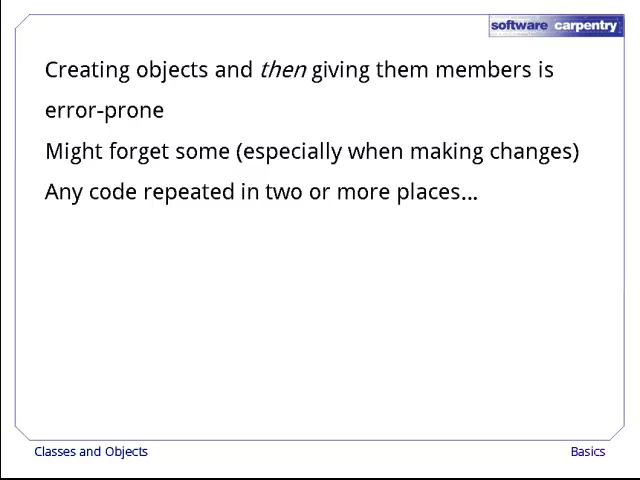 software carpentry
Creating objects and then giving them members is
error-prone
Might forget some (especially when making changes)
Any code repeated in two or more places...
Classes and Objects
Basics